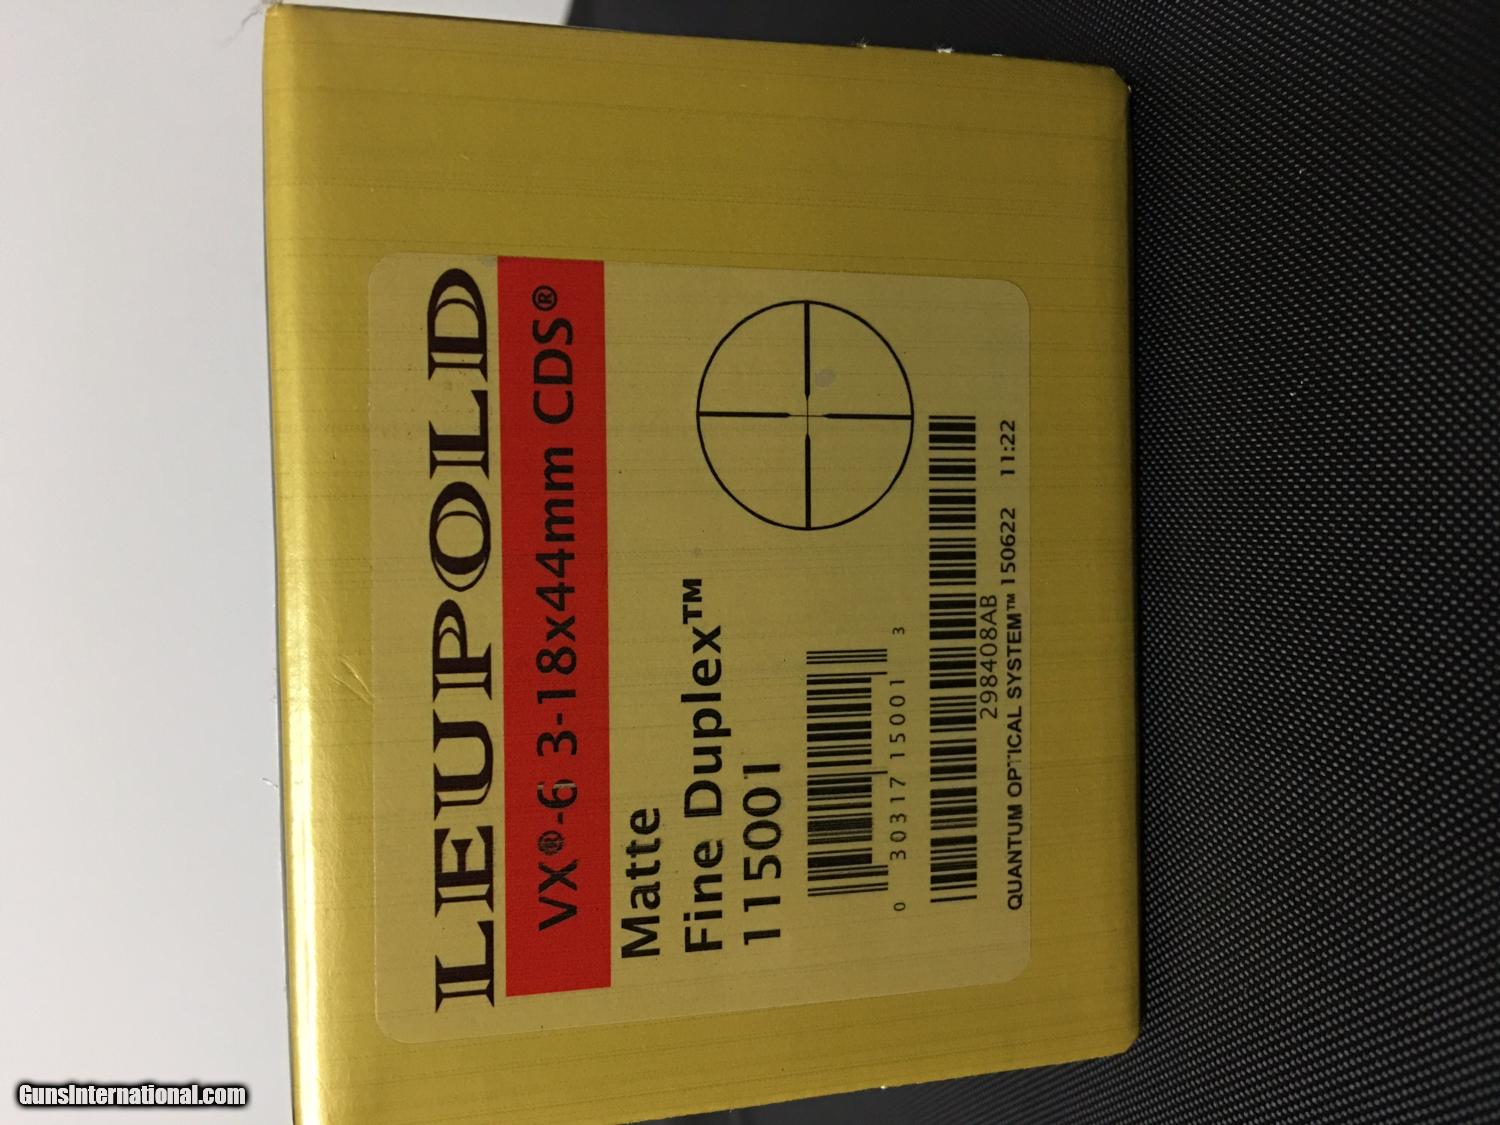 LEUPOLD
VX®-6 3-18x44mm CDS®
Matte
Fine Duplex™
115001
0 30317 15001 3
298408AB
QUANTUM OPTICAL SYSTEM™ 150622 11:22
GunsInternational.com